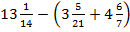 13 1/14 − (3 5/21 + 4 6/7)